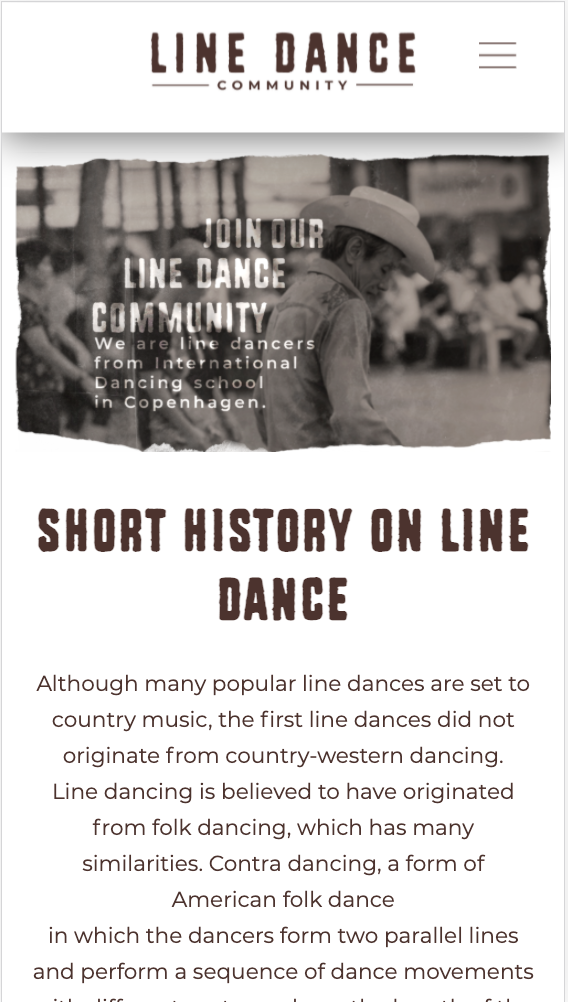 LINE DANCE
COMMUNITY
JOIN OUR
LINE DANCE
COMMUNITY
We are line dancers
from International
Dancing school
in Copenhagen.
SHORT HISTORY ON LINE
DANCE
Although many popular line dances are set to
country music, the first line dances did not
originate from country-western dancing.
Line dancing is believed to have originated
from folk dancing, which has many
similarities. Contra dancing, a form of
American folk dance
in which the dancers form two parallel lines
and perform a sequence of dance movements